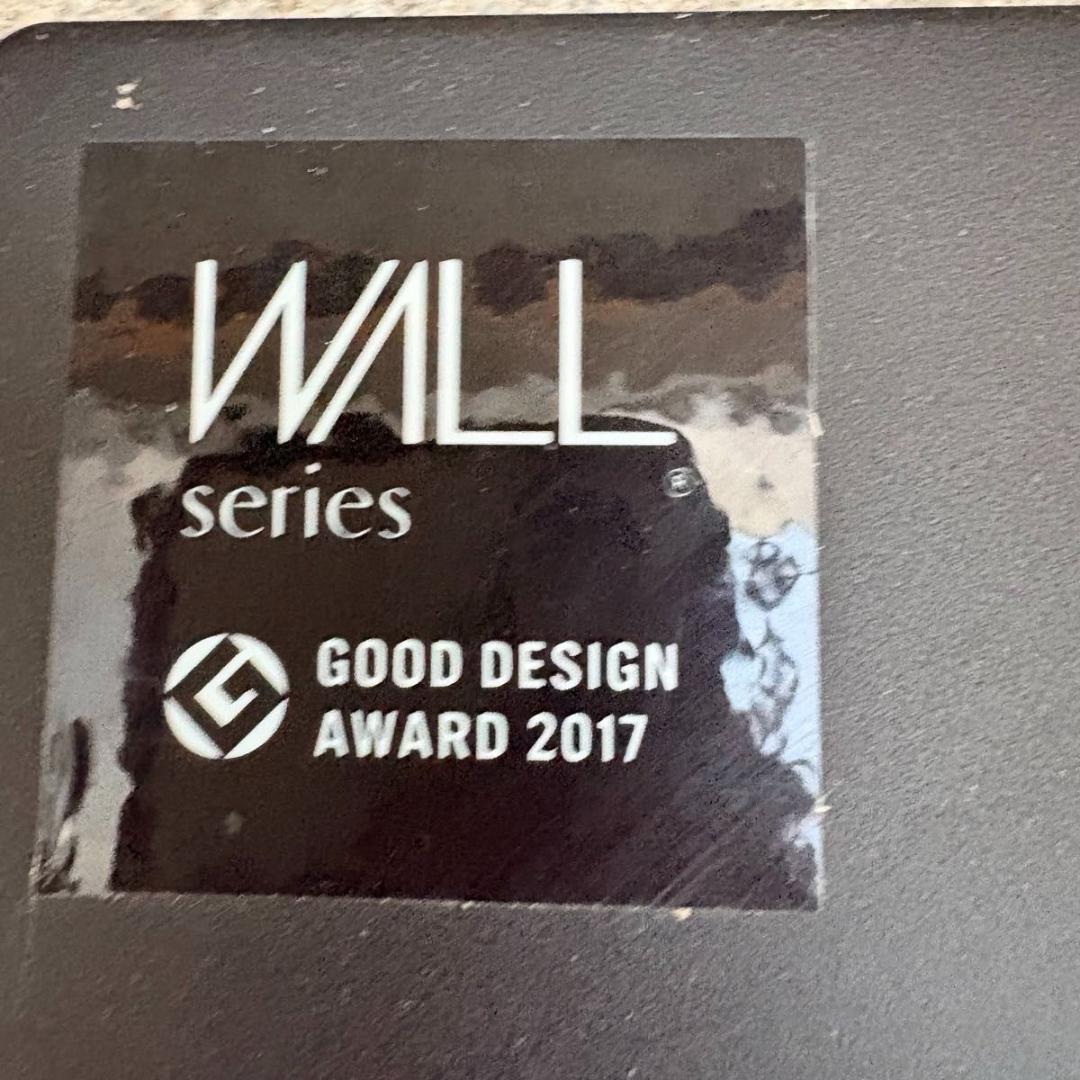 WALL
series
®
GOOD DESIGN
AWARD 2017